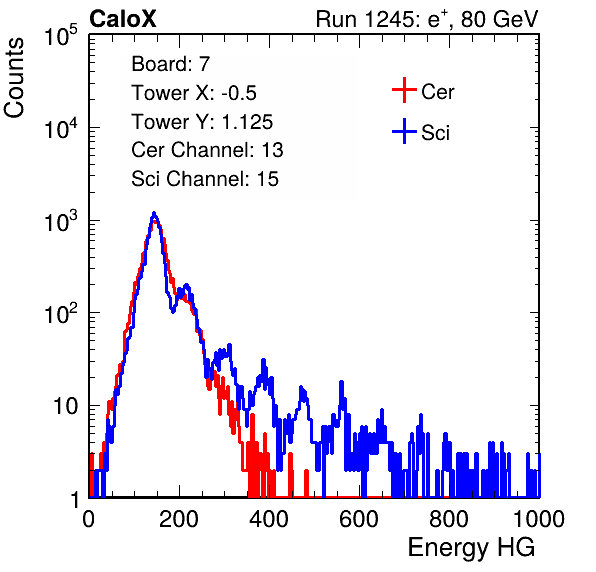 CaloX Run 1245: e⁺, 80 GeV
Counts
Board: 7
Tower X: -0.5
Tower Y: 1.125
Cer Channel: 13
Sci Channel: 15
Cer
Sci
10⁵
10⁴
10³
10²
10
1
0 200 400 600 800 1000
Energy HG